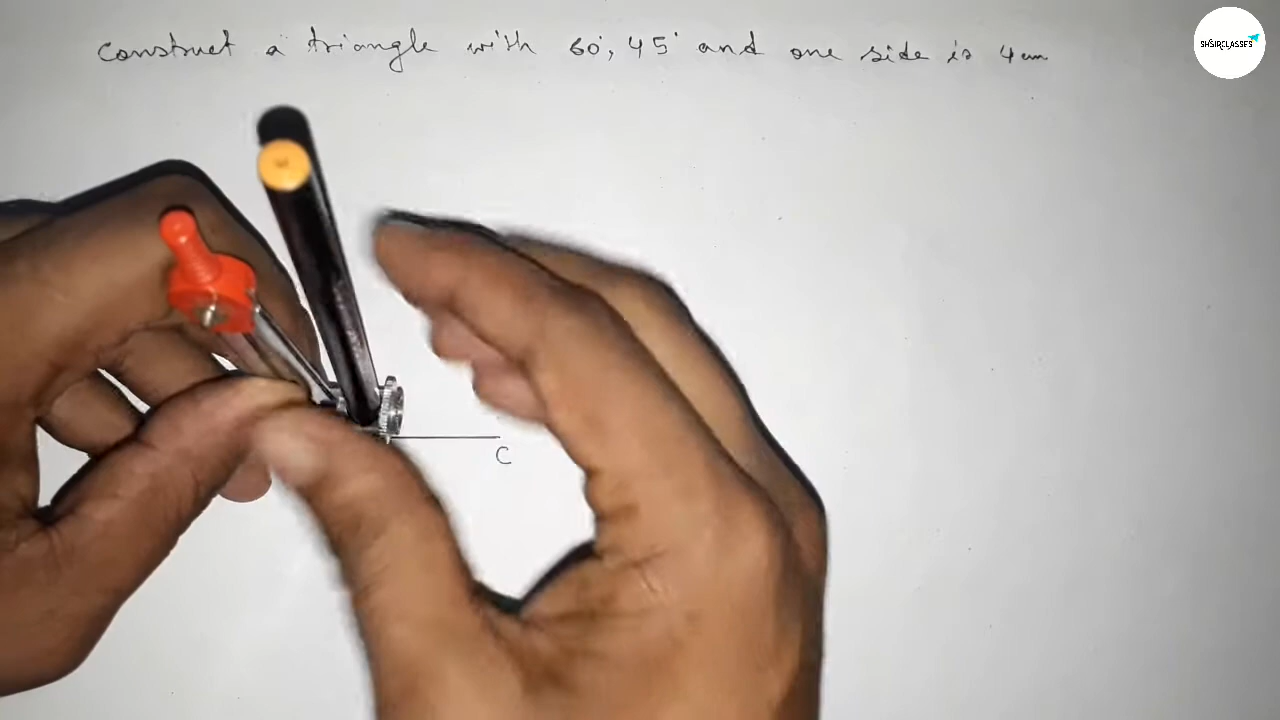 construct a triangle with 60°, 45° and one side is 4cm
SHSIRCLASSES
C